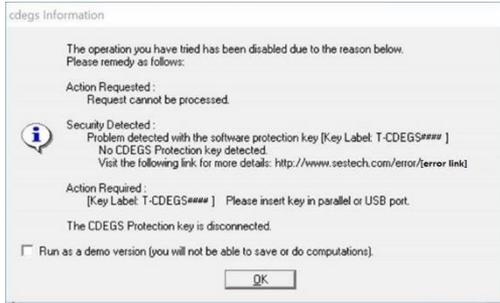 cdegs Information
The operation you have tried has been disabled due to the reason below.
Please remedy as follows:
Action Requested :
Request cannot be processed.
Security Detected :
Problem detected with the software protection key [Key Label: T-CDEGS#### ]
No CDEGS Protection key detected.
Visit the following link for more details: http://www.sestech.com/error/[error link]
Action Required :
[Key Label: T-CDEGS#### ] Please insert key in parallel or USB port.
The CDEGS Protection key is disconnected.
Run as a demo version (you will not be able to save or do computations).
OK